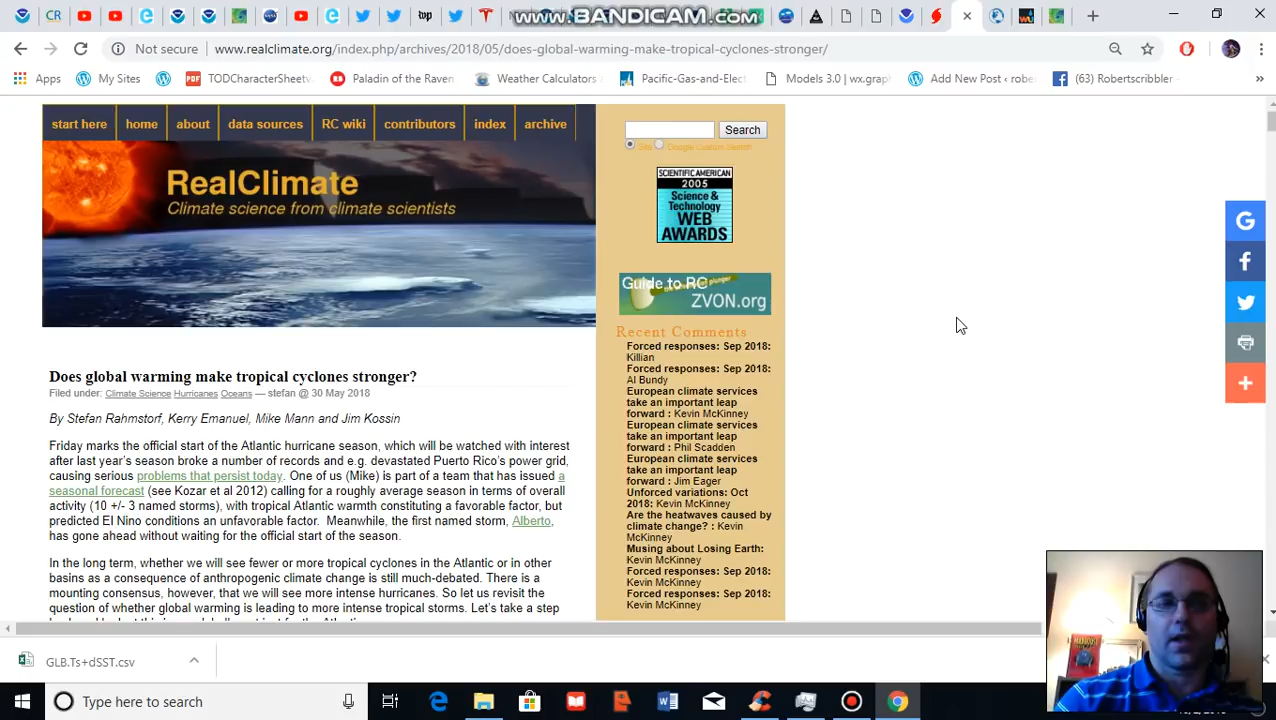 WWW.BANDICAM.COM
Not secure | www.realclimate.org/index.php/archives/2018/05/does-global-warming-make-tropical-cyclones-stronger/
Apps My Sites TODCharacterSheet Paladin of the Raven Weather Calculators Pacific-Gas-and-Elect Models 3.0 | wx.grap Add New Post ‹ robe (63) Robertscribbler - »
start here home about data sources RC wiki contributors index archive
Search
Site Google Custom Search
RealClimate
Climate science from climate scientists
SCIENTIFIC AMERICAN
2005
Science &
Technology
WEB
AWARDS
Guide to RC
ZVON.org
Does global warming make tropical cyclones stronger?
Filed under: Climate Science Hurricanes Oceans — stefan @ 30 May 2018
By Stefan Rahmstorf, Kerry Emanuel, Mike Mann and Jim Kossin
Friday marks the official start of the Atlantic hurricane season, which will be watched with interest
after last year's season broke a number of records and e.g. devastated Puerto Rico's power grid,
causing serious problems that persist today. One of us (Mike) is part of a team that has issued a
seasonal forecast (see Kozar et al 2012) calling for a roughly average season in terms of overall
activity (10 +/- 3 named storms), with tropical Atlantic warmth constituting a favorable factor, but
predicted El Nino conditions an unfavorable factor. Meanwhile, the first named storm, Alberto,
has gone ahead without waiting for the official start of the season.
In the long term, whether we will see fewer or more tropical cyclones in the Atlantic or in other
basins as a consequence of anthropogenic climate change is still much-debated. There is a
mounting consensus, however, that we will see more intense hurricanes. So let us revisit the
question of whether global warming is leading to more intense tropical storms. Let's take a step
Recent Comments
Forced responses: Sep 2018:
Killian
Forced responses: Sep 2018:
Al Bundy
European climate services
take an important leap
forward : Kevin McKinney
European climate services
take an important leap
forward : Phil Scadden
European climate services
take an important leap
forward : Jim Eager
Unforced variations: Oct
2018: Kevin McKinney
Are the heatwaves caused by
climate change? : Kevin
McKinney
Musing about Losing Earth:
Kevin McKinney
Forced responses: Sep 2018:
Kevin McKinney
Forced responses: Sep 2018:
Kevin McKinney
GLB.Ts+dSST.csv
Type here to search